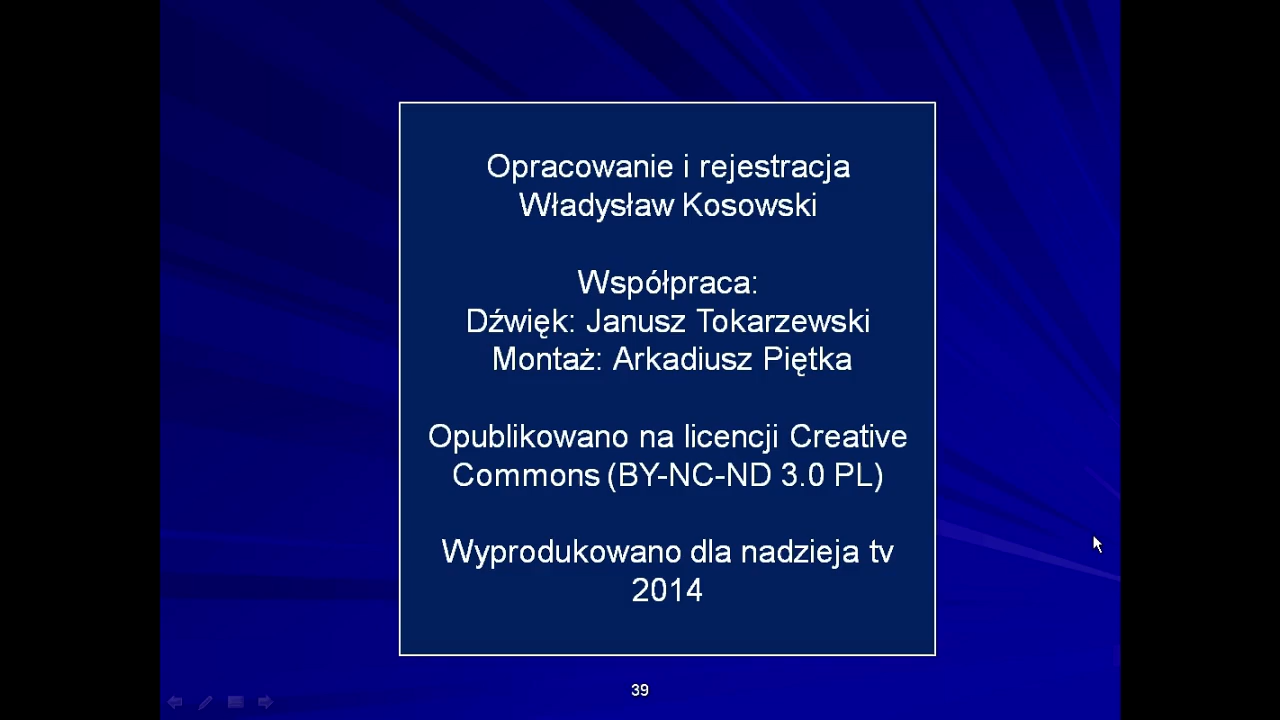 Opracowanie i rejestracja
Władysław Kosowski
Współpraca:
Dźwięk: Janusz Tokarzewski
Montaż: Arkadiusz Piętka
Opublikowano na licencji Creative
Commons (BY-NC-ND 3.0 PL)
Wyprodukowano dla nadzieja tv
2014
39